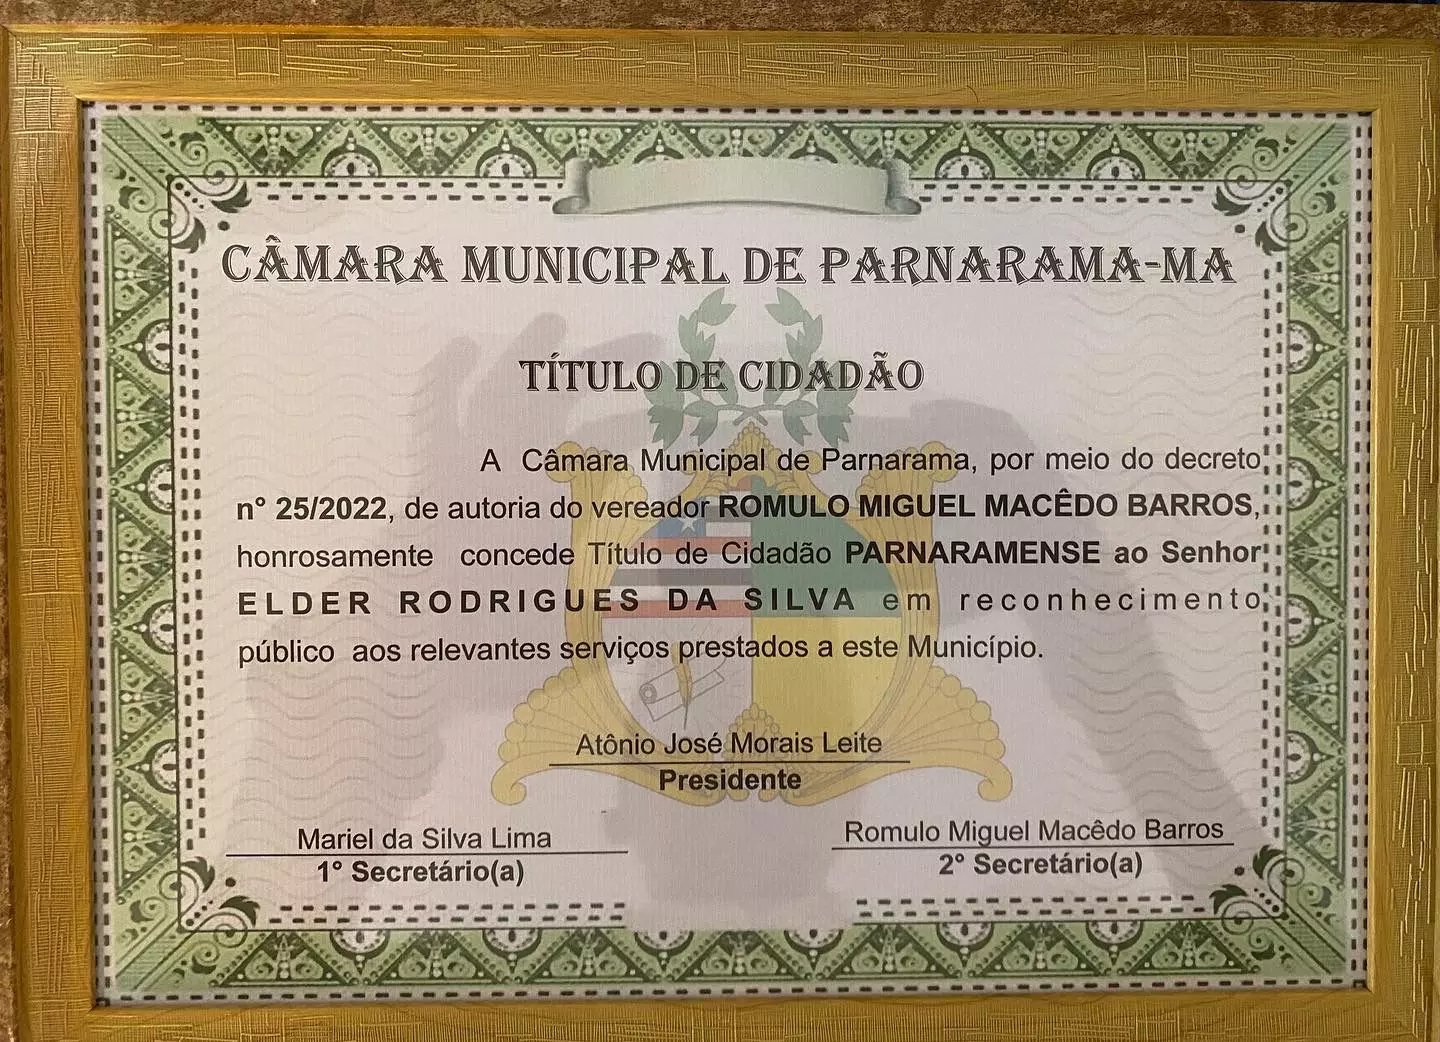 CÂMARA MUNICIPAL DE PARNARAMA-MA
TÍTULO DE CIDADÃO
A Câmara Municipal de Parnarama, por meio do decreto
n° 25/2022, de autoria do vereador ROMULO MIGUEL MACÊDO BARROS,
honrosamente concede Título de Cidadão PARNARAMENSE ao Senhor
ELDER RODRIGUES DA SILVA em reconhecimento
público aos relevantes serviços prestados a este Município.
Atônio José Morais Leite
Presidente
Mariel da Silva Lima
1° Secretário(a)
Romulo Miguel Macêdo Barros
2° Secretário(a)